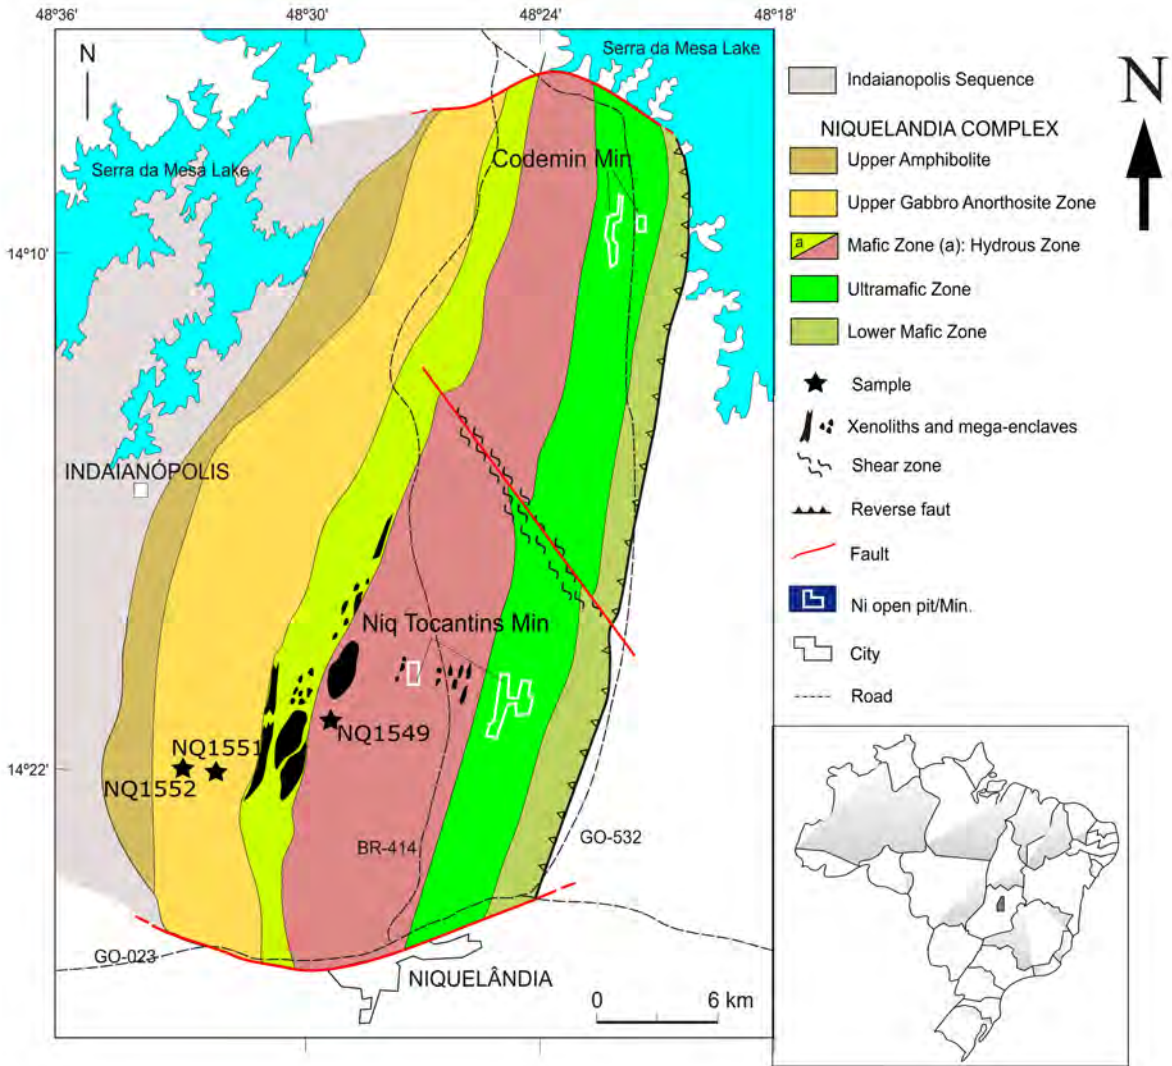 48°36'
48°30'
48°24'
48°18'
N
Serra da Mesa Lake
Serra da Mesa Lake
Codemin Min
14°10'
INDAIANÓPOLIS
Niq Tocantins Min
NQ1549
NQ1551
NQ1552
14°22'
BR-414
GO-532
GO-023
NIQUELÂNDIA
0 6 km
Indaianopolis Sequence
NIQUELANDIA COMPLEX
Upper Amphibolite
Upper Gabbro Anorthosite Zone
a
Mafic Zone (a): Hydrous Zone
Ultramafic Zone
Lower Mafic Zone
Sample
Xenoliths and mega-enclaves
Shear zone
Reverse faut
Fault
Ni open pit/Min.
City
Road
N